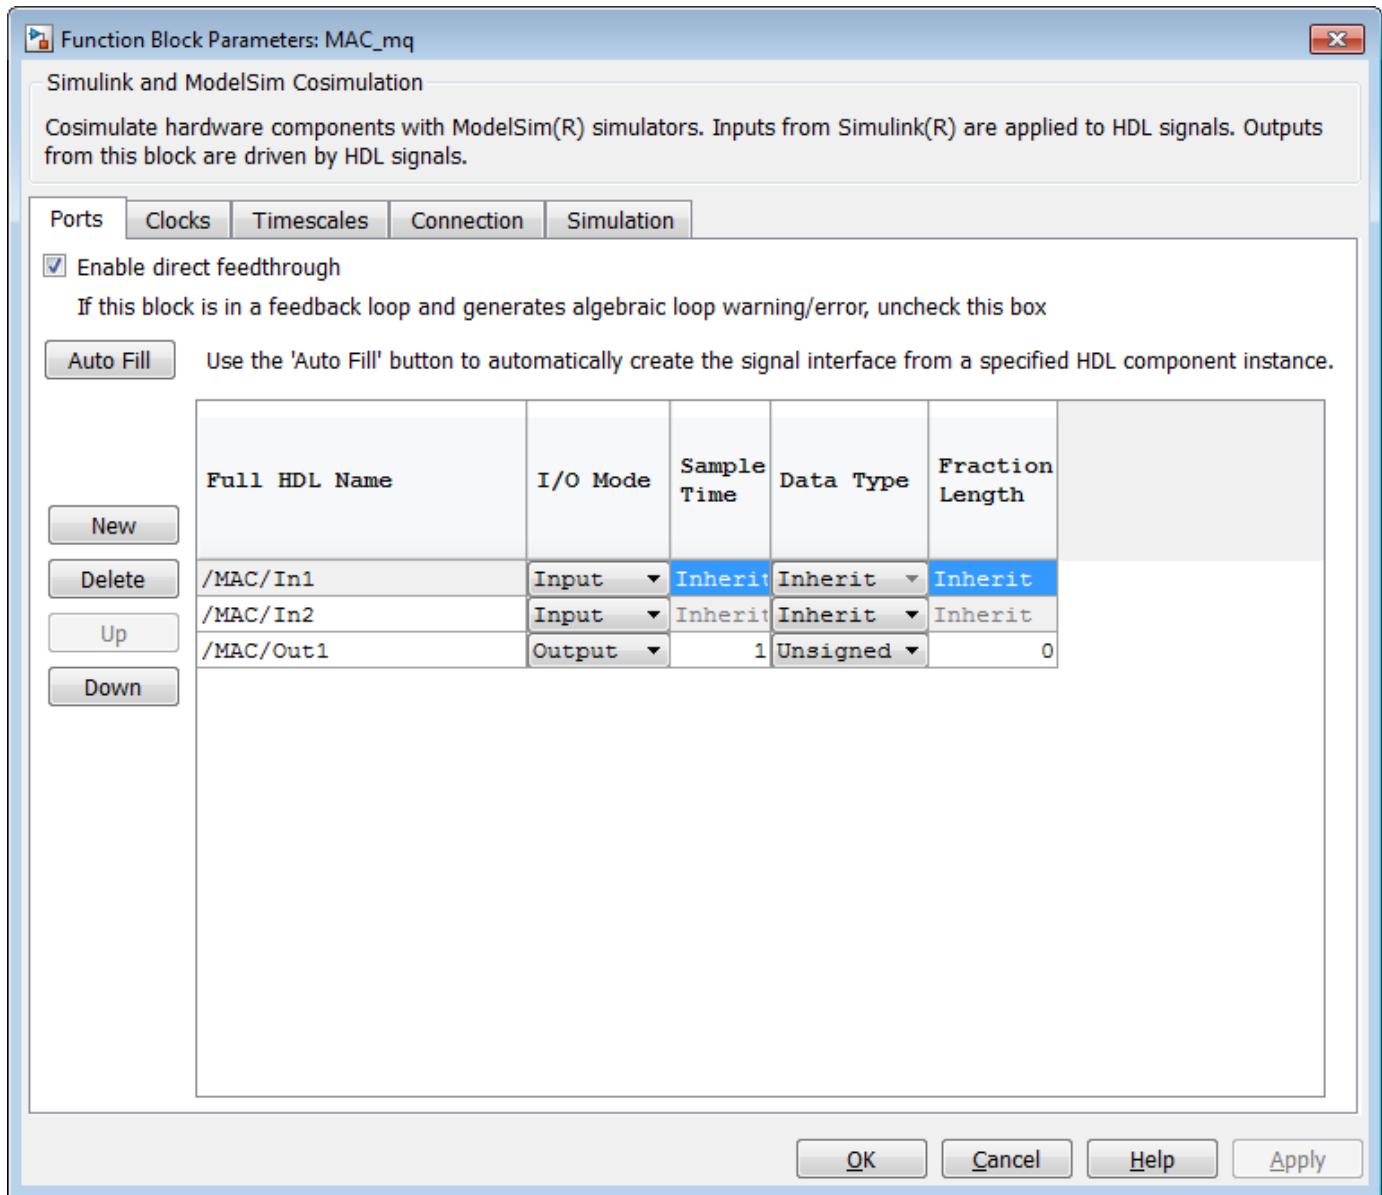 Function Block Parameters: MAC_mq
Simulink and ModelSim Cosimulation
Cosimulate hardware components with ModelSim(R) simulators. Inputs from Simulink(R) are applied to HDL signals. Outputs
from this block are driven by HDL signals.
Ports Clocks Timescales Connection Simulation
Enable direct feedthrough
If this block is in a feedback loop and generates algebraic loop warning/error, uncheck this box
Auto Fill Use the 'Auto Fill' button to automatically create the signal interface from a specified HDL component instance.
Full HDL Name I/O Mode Sample Time Data Type Fraction Length
New
Delete /MAC/In1 Input Inherit Inherit Inherit
/MAC/In2 Input Inherit Inherit Inherit
Up
/MAC/Out1 Output 1 Unsigned 0
Down
OK Cancel Help Apply